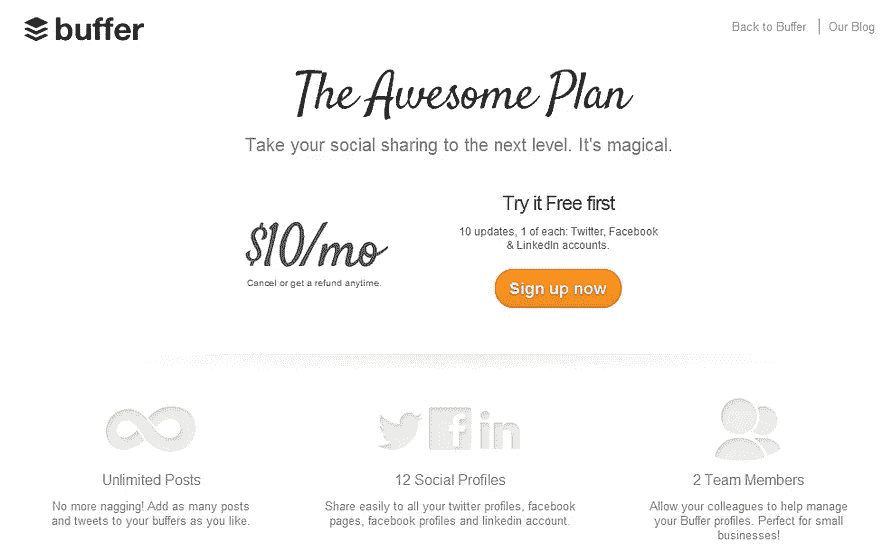 buffer
Back to Buffer | Our Blog
The Awesome Plan
Take your social sharing to the next level. It's magical.
$10/mo
Cancel or get a refund anytime.
Try it Free first
10 updates, 1 of each: Twitter, Facebook
& LinkedIn accounts.
Sign up now
Unlimited Posts
No more nagging! Add as many posts
and tweets to your buffers as you like.
12 Social Profiles
Share easily to all your twitter profiles, facebook
pages, facebook profiles and linkedin account.
2 Team Members
Allow your colleagues to help manage
your Buffer profiles. Perfect for small
businesses!